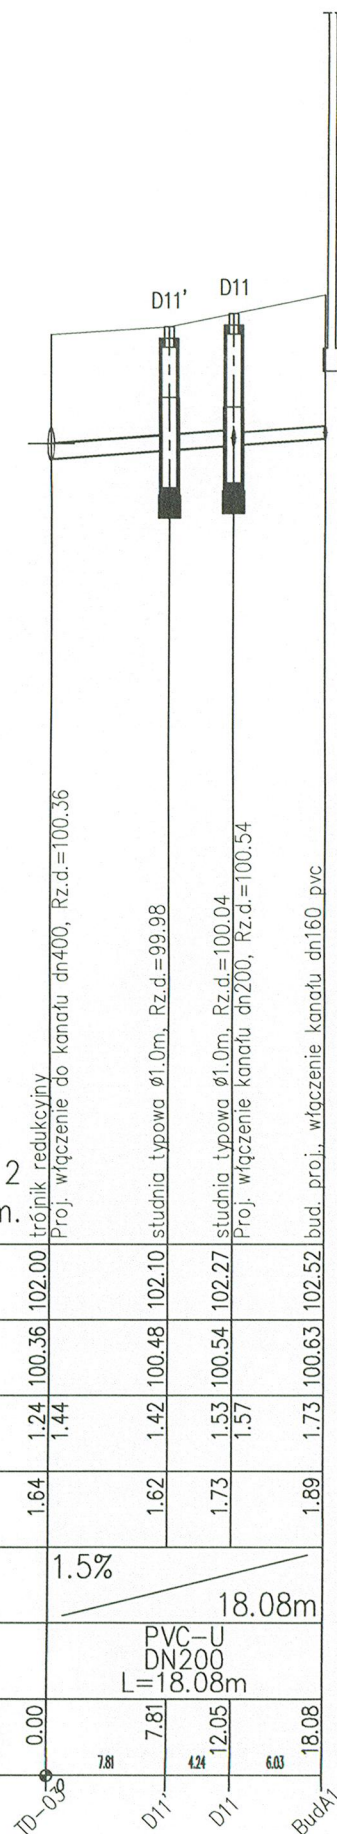 D11'
D11
trójnik redukcyjny
Proj. włączenie do kanału dn400, Rz.d.=100.36
studnia typowa ø1.0m, Rz.d.=99.98
studnia typowa ø1.0m, Rz.d.=100.04
Proj. włączenie kanału dn200, Rz.d.=100.54
bud. proj., włączenie kanału dn160 pvc
2
m.
102.00
102.10
102.27
102.52
100.36
100.48
100.54
100.63
1.24
1.44
1.42
1.53
1.57
1.73
1.64
1.62
1.73
1.89
1.5%
18.08m
PVC-U
DN200
L=18.08m
0.00
7.81
12.05
18.08
7.81
4.24
6.03
0
TD-03
D11'
D11
BudA1